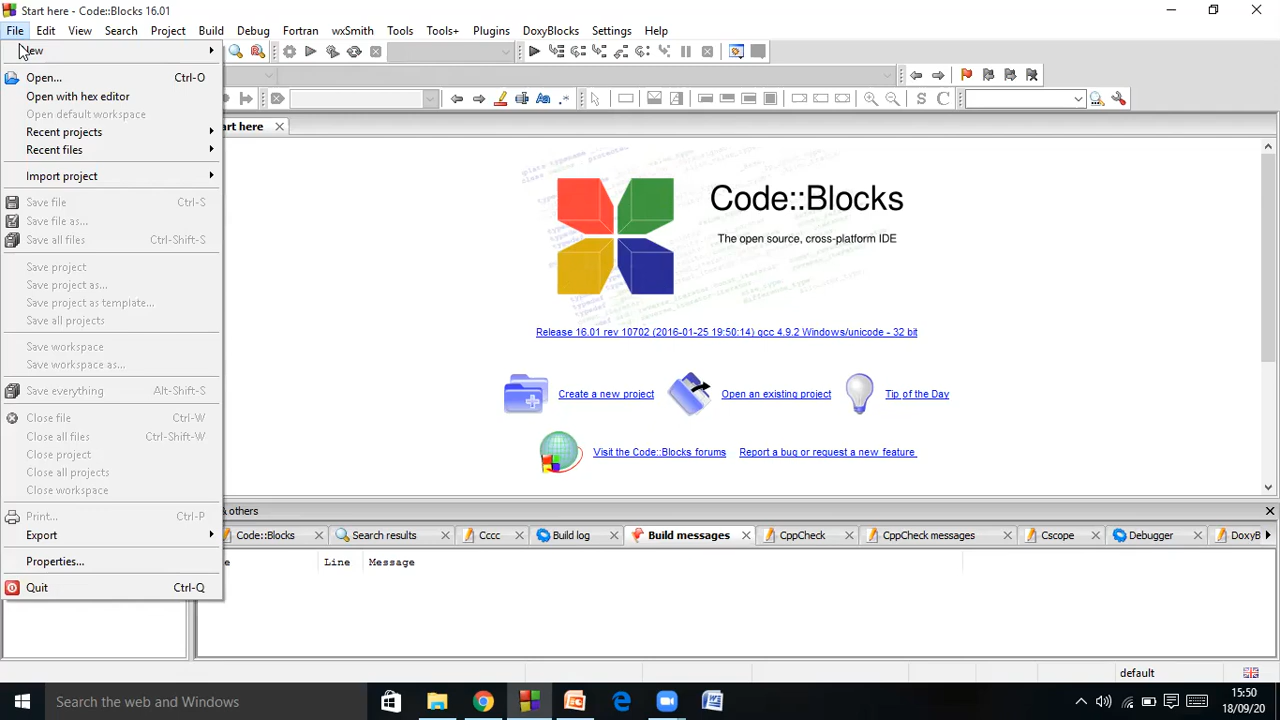 Start here - Code::Blocks 16.01
File Edit View Search Project Build Debug Fortran wxSmith Tools Tools+ Plugins DoxyBlocks Settings Help
Open... Ctrl-O
Open with hex editor
Open default workspace
Recent projects
Recent files
Import project
Save file Ctrl-S
Save file as...
Save all files Ctrl-Shift-S
Save project
Save project as...
Save project as template...
Save all projects
Save workspace
Save workspace as...
Save everything Alt-Shift-S
Close file Ctrl-W
Close all files Ctrl-Shift-W
Close project
Close all projects
Close workspace
Print... Ctrl-P
Export
Properties...
Quit Ctrl-Q
S C
art here
Code::Blocks
The open source, cross-platform IDE
Release 16.01 rev 10702 (2016-01-25 19:50:14) gcc 4.9.2 Windows/unicode - 32 bit
Create a new project Open an existing project Tip of the Day
Visit the Code::Blocks forums Report a bug or request a new feature
& others
Code::Blocks Search results Cccc Build log Build messages CppCheck CppCheck messages Cscope Debugger DoxyB
Line Message
default
Search the web and Windows
15:50
18/09/20